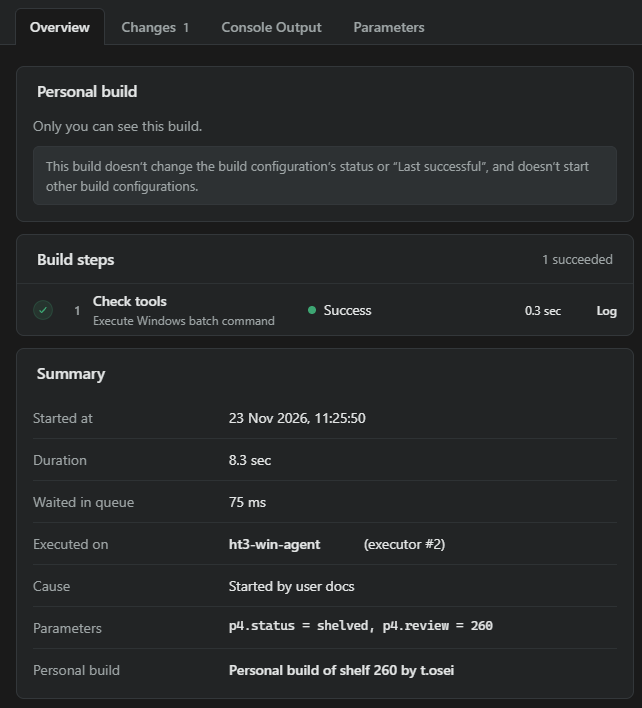 Overview Changes 1 Console Output Parameters
Personal build
Only you can see this build.
This build doesn't change the build configuration's status or “Last successful”, and doesn't start
other build configurations.
Build steps 1 succeeded
1 Check tools Success 0.3 sec Log
Execute Windows batch command
Summary
Started at 23 Nov 2026, 11:25:50
Duration 8.3 sec
Waited in queue 75 ms
Executed on ht3-win-agent (executor #2)
Cause Started by user docs
Parameters p4.status = shelved, p4.review = 260
Personal build Personal build of shelf 260 by t.osei